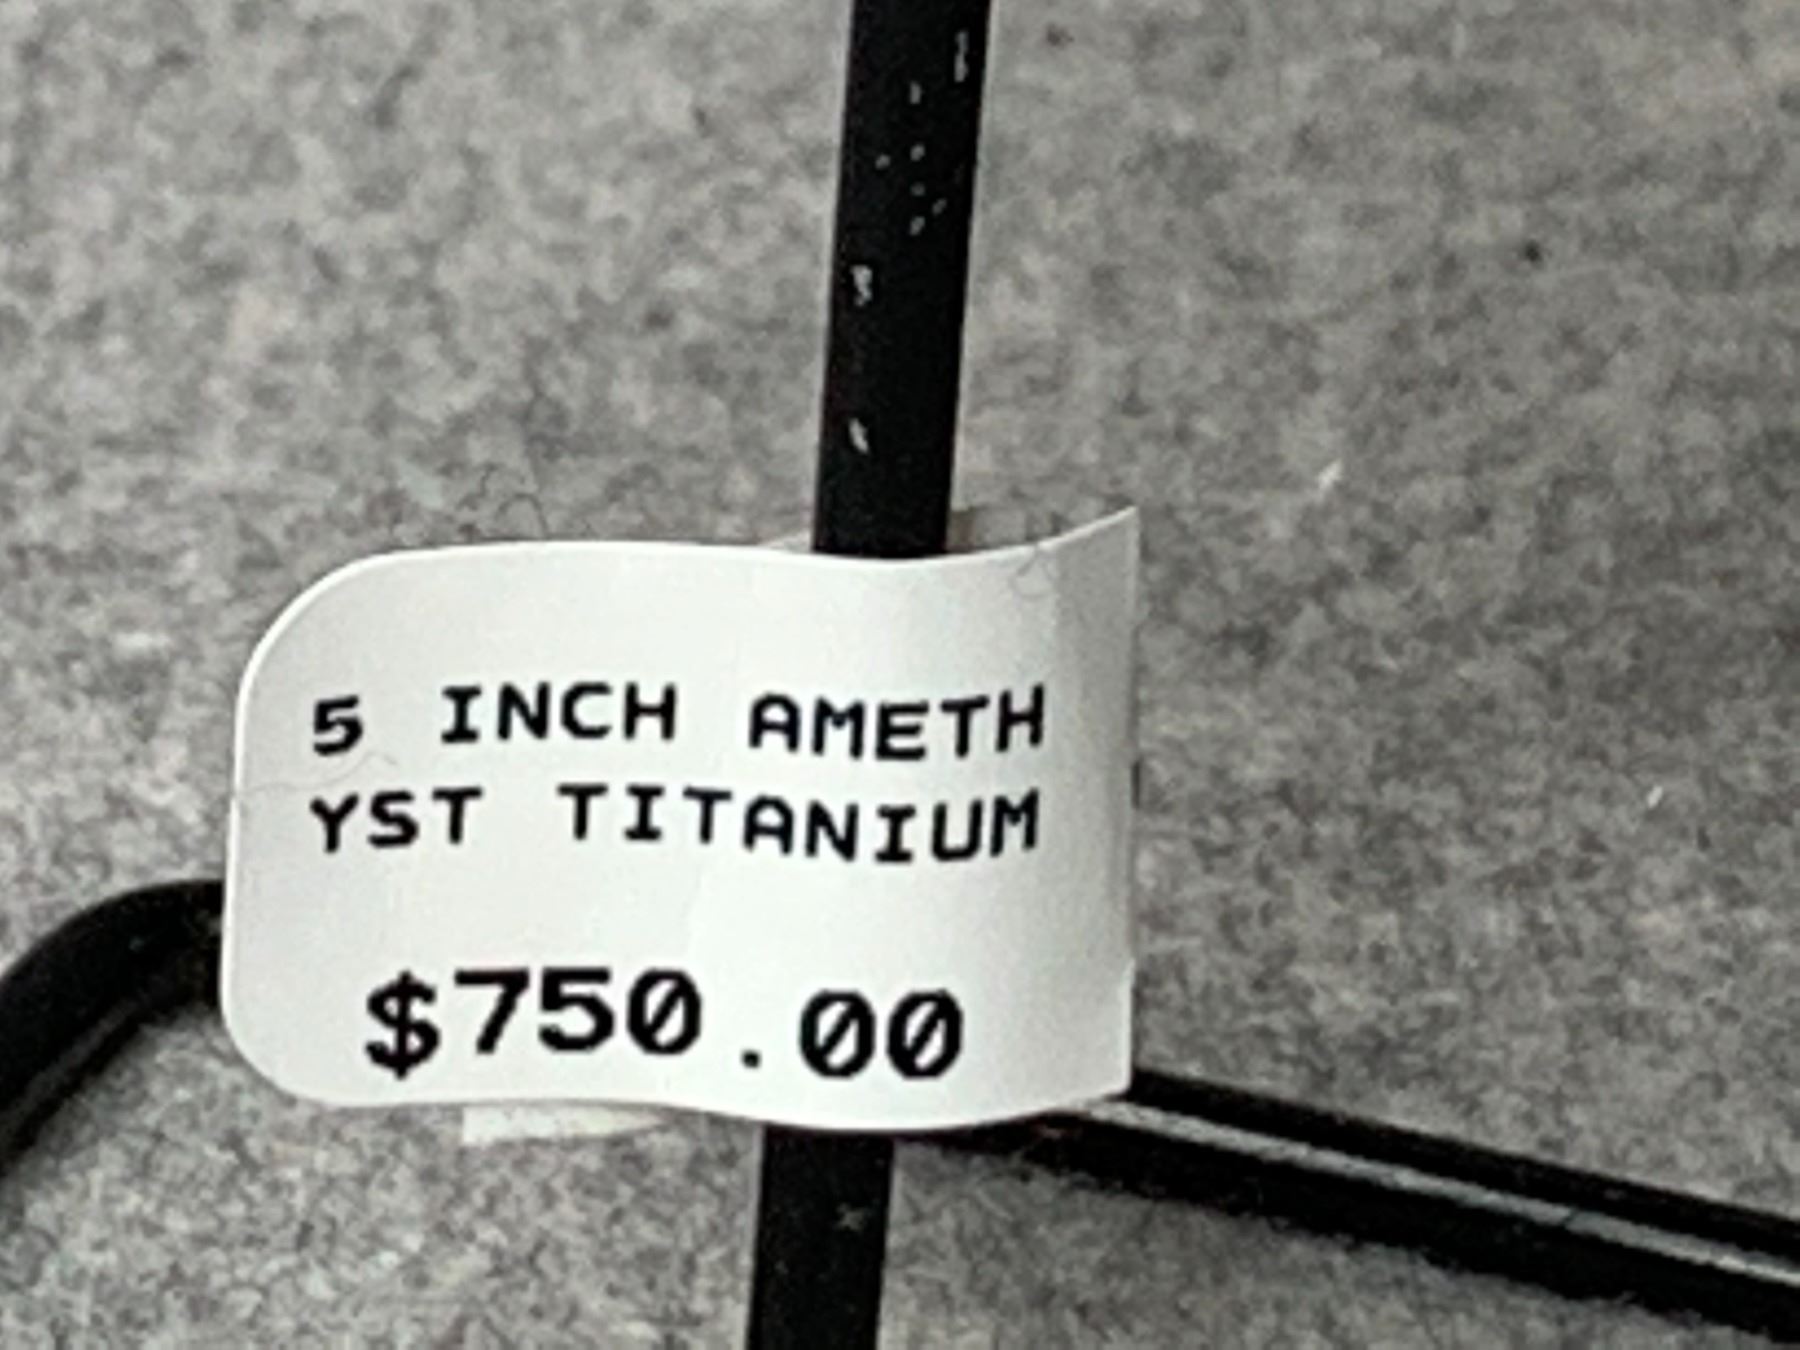 5 INCH AMETH
YST TITANIUM
$750.00